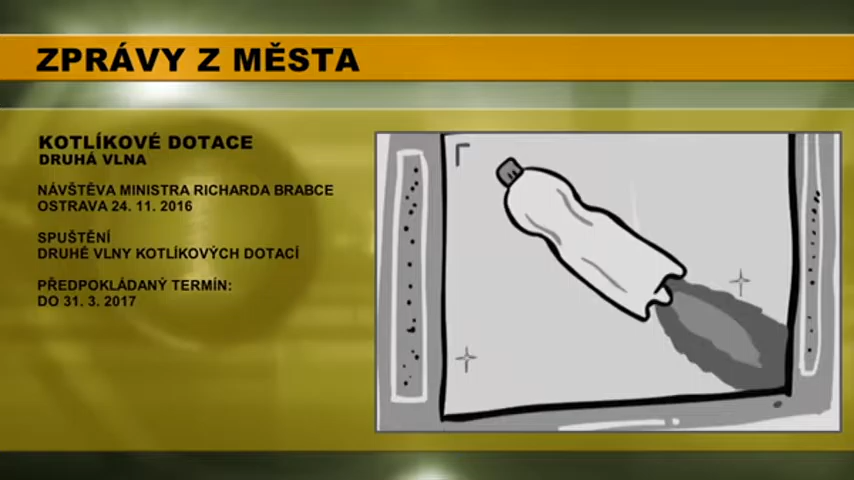 ZPRÁVY Z MĚSTA
KOTLÍKOVÉ DOTACE
DRUHÁ VLNA
NÁVŠTĚVA MINISTRA RICHARDA BRABCE
OSTRAVA 24. 11. 2016
SPUŠTĚNÍ
DRUHÉ VLNY KOTLÍKOVÝCH DOTACÍ
PŘEDPOKLÁDANÝ TERMÍN:
DO 31. 3. 2017